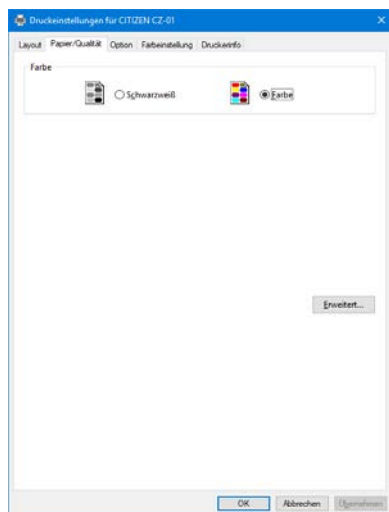 Druckeinstellungen für CITIZEN CZ-01
Layout Papier/Qualität Option Farbeinstellung Druckerinfo
Farbe
Schwarzweiß Farbe
Erweitert...
OK Abbrechen Übernehmen